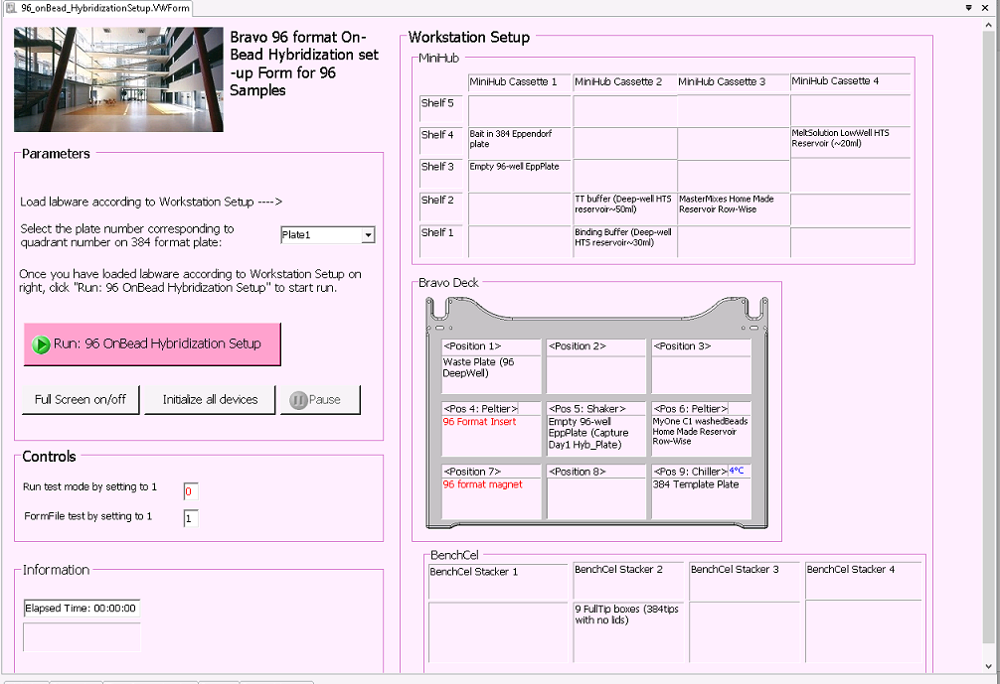 96_onBead_HybridizationSetup.VWForm
Bravo 96 format On-
Bead Hybridization set
-up Form for 96
Samples
Parameters
Load labware according to Workstation Setup ---->
Select the plate number corresponding to
quadrant number on 384 format plate:
Plate1
Once you have loaded labware according to Workstation Setup on
right, click "Run: 96 OnBead Hybridization Setup" to start run.
Run: 96 OnBead Hybridization Setup
Full Screen on/off
Initialize all devices
Pause
Controls
Run test mode by setting to 1
0
FormFile test by setting to 1
1
Information
Elapsed Time: 00:00:00
Workstation Setup
MiniHub
MiniHub Cassette 1
MiniHub Cassette 2
MiniHub Cassette 3
MiniHub Cassette 4
Shelf 5
Shelf 4
Bait in 384 Eppendorf
plate
MeltSolution LowWell HTS
Reservoir (~20ml)
Shelf 3
Empty 96-well EppPlate
Shelf 2
TT buffer (Deep-well HTS
reservoir~50ml)
MasterMixes Home Made
Reservoir Row-Wise
Shelf 1
Binding Buffer (Deep-well
HTS reservoir~30ml)
Bravo Deck
<Position 1>
Waste Plate (96
DeepWell)
<Position 2>
<Position 3>
<Pos 4: Peltier>
96 Format Insert
<Pos 5: Shaker>
Empty 96-well
EppPlate (Capture
Day1 Hyb_Plate)
<Pos 6: Peltier>
MyOne C1 washedBeads
Home Made Reservoir
Row-Wise
<Position 7>
96 format magnet
<Position 8>
<Pos 9: Chiller> 4°C
384 Template Plate
BenchCel
BenchCel Stacker 1
BenchCel Stacker 2
BenchCel Stacker 3
BenchCel Stacker 4
9 FullTip boxes (384tips
with no lids)